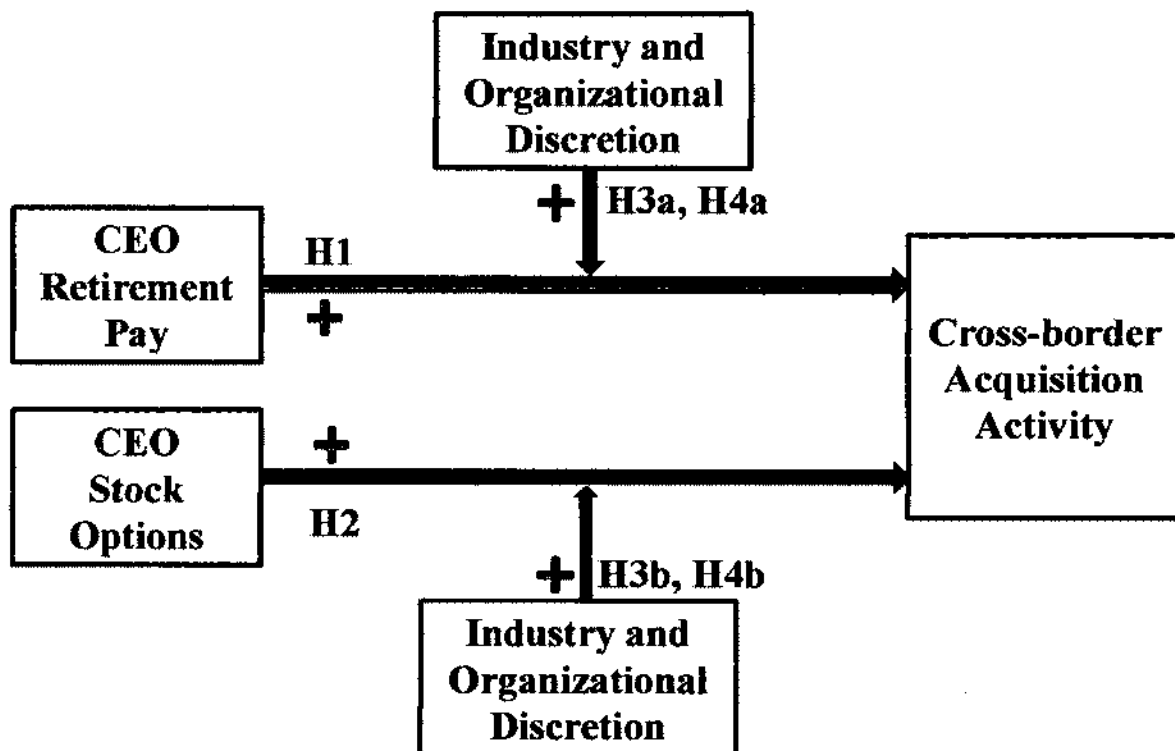 Industry and
Organizational
Discretion
+ H3a, H4a
CEO
Retirement
Pay
H1
+
Cross-border
Acquisition
Activity
CEO
Stock
Options
+
H2
+ H3b, H4b
Industry and
Organizational
Discretion